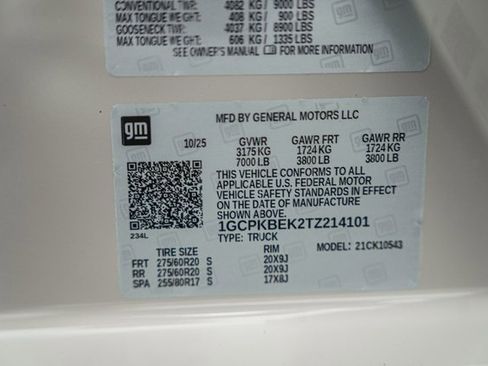 CONVENTIONAL TWR: 4082 KG / 9000 LBS
MAX TONGUE WEIGHT: 408 KG / 900 LBS
GOOSENECK TWR: 4037 KG / 8900 LBS
MAX TONGUE WEIGHT: 606 KG / 1335 LBS
SEE OWNER'S MANUAL FOR MORE INFORMATION
gm
MFD BY GENERAL MOTORS LLC
10/25 GVWR GAWR FRT GAWR RR
3175 KG 1724 KG 1724 KG
7000 LB 3800 LB 3800 LB
THIS VEHICLE CONFORMS TO ALL
APPLICABLE U.S. FEDERAL MOTOR
VEHICLE SAFETY STANDARDS IN EFFECT
ON THE DATE OF MANUFACTURE
SHOWN ABOVE.
1GCPKBEK2TZ214101
234L TYPE: TRUCK MODEL: 21CK10543
TIRE SIZE RIM
FRT 275/60R20 S 20X9J
RR 275/60R20 S 20X9J
SPA 255/80R17 S 17X8J